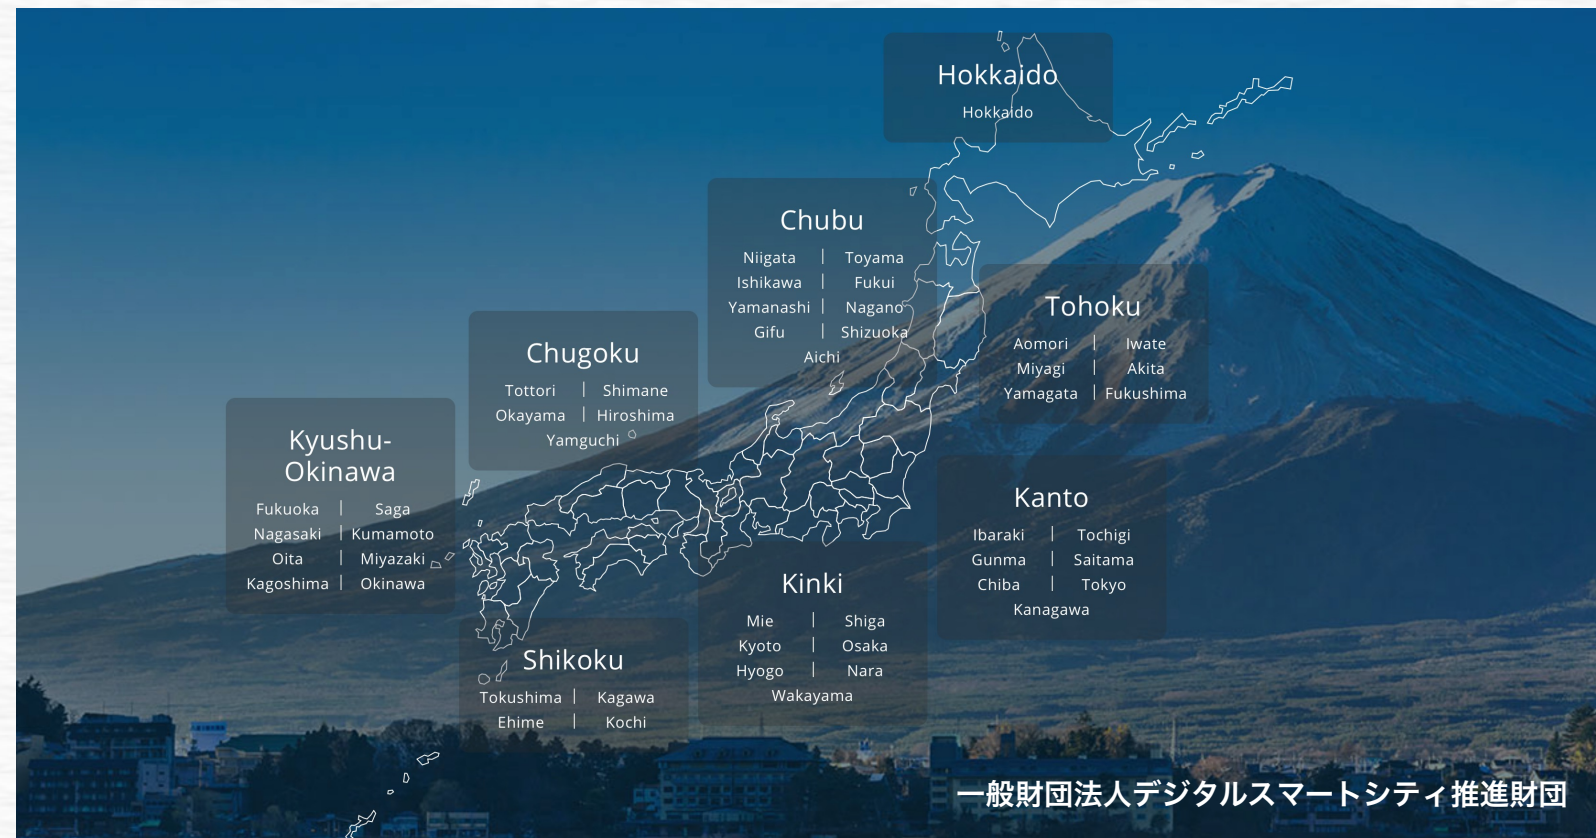 Hokkaido
Hokkaido
Chubu
Niigata | Toyama
Ishikawa | Fukui
Yamanashi | Nagano
Gifu | Shizuoka
Aichi
Tohoku
Aomori | Iwate
Miyagi | Akita
Yamagata | Fukushima
Chugoku
Tottori | Shimane
Okayama | Hiroshima
Yamguchi
Kyushu-
Okinawa
Fukuoka | Saga
Nagasaki | Kumamoto
Oita | Miyazaki
Kagoshima | Okinawa
Kanto
Ibaraki | Tochigi
Gunma | Saitama
Chiba | Tokyo
Kanagawa
Kinki
Mie | Shiga
Kyoto | Osaka
Hyogo | Nara
Wakayama
Shikoku
Tokushima | Kagawa
Ehime | Kochi
一般財団法人デジタルスマートシティ推進財団